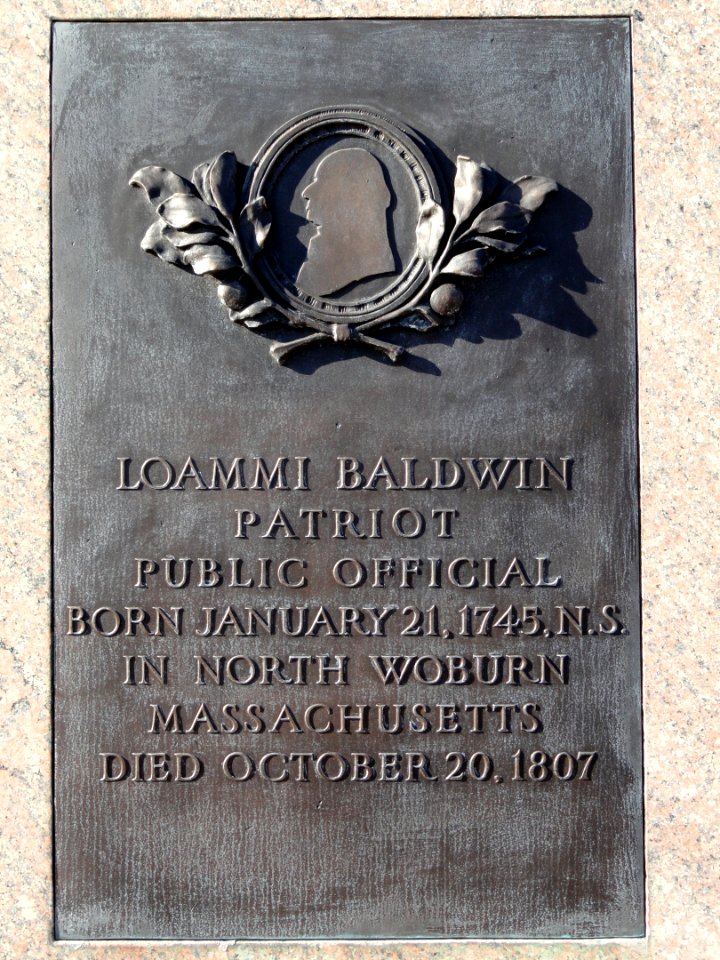 LOAMMI BALDWIN
PATRIOT
PUBLIC OFFICIAL
BORN JANUARY 21, 1745, N.S.
IN NORTH WOBURN
MASSACHUSETTS
DIED OCTOBER 20, 1807